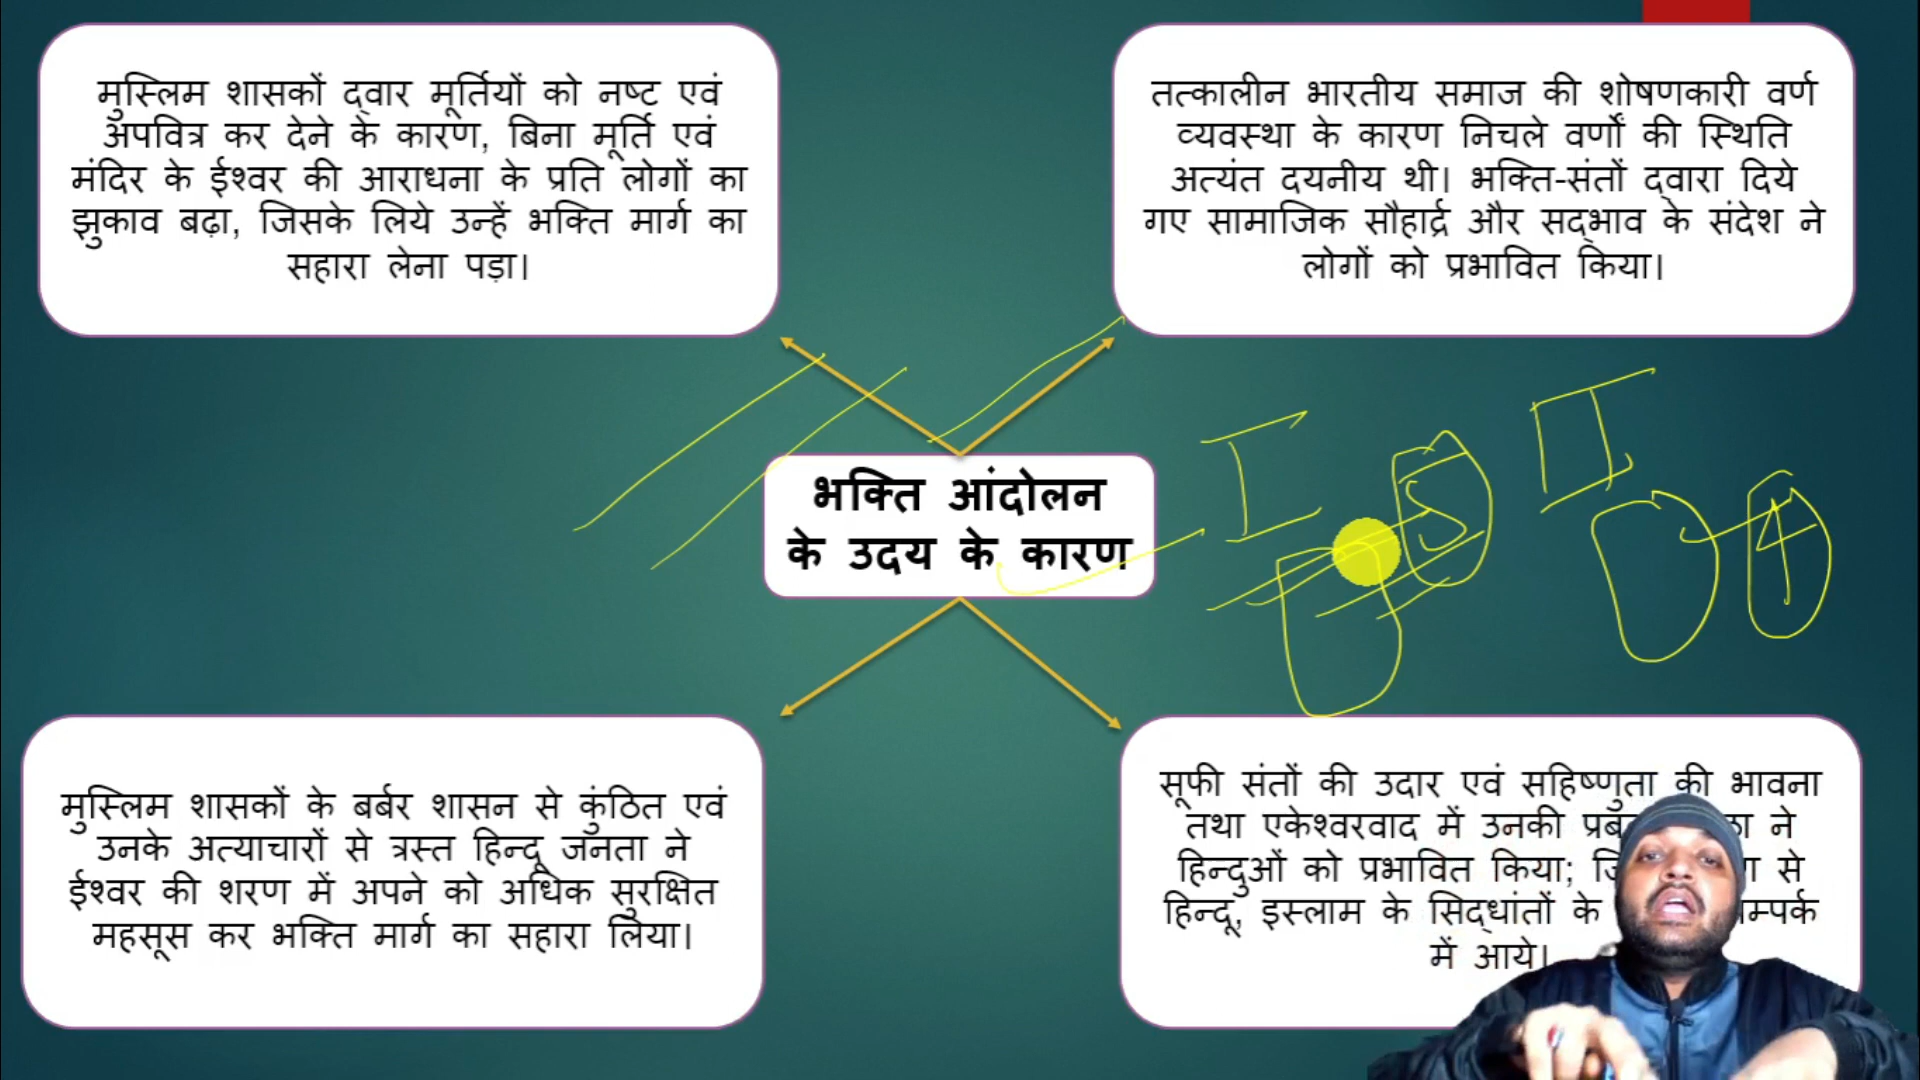 मुस्लिम शासकों द्वार मूर्तियों को नष्ट एवं
अपवित्र कर देने के कारण, बिना मूर्ति एवं
मंदिर के ईश्वर की आराधना के प्रति लोगों का
झुकाव बढ़ा, जिसके लिये उन्हें भक्ति मार्ग का
सहारा लेना पड़ा।
तत्कालीन भारतीय समाज की शोषणकारी वर्ण
व्यवस्था के कारण निचले वर्णों की स्थिति
अत्यंत दयनीय थी। भक्ति-संतों द्वारा दिये
गए सामाजिक सौहार्द्र और सद्भाव के संदेश ने
लोगों को प्रभावित किया।
भक्ति आंदोलन
के उदय के कारण
I
II
S
4
मुस्लिम शासकों के बर्बर शासन से कुंठित एवं
उनके अत्याचारों से त्रस्त हिन्दू जनता ने
ईश्वर की शरण में अपने को अधिक सुरक्षित
महसूस कर भक्ति मार्ग का सहारा लिया।
सूफी संतों की उदार एवं सहिष्णुता की भावना
तथा एकेश्वरवाद में उनकी ने
हिन्दुओं को प्रभावित किया; से
हिन्दू, इस्लाम के सिद्धांतों के
में आये।